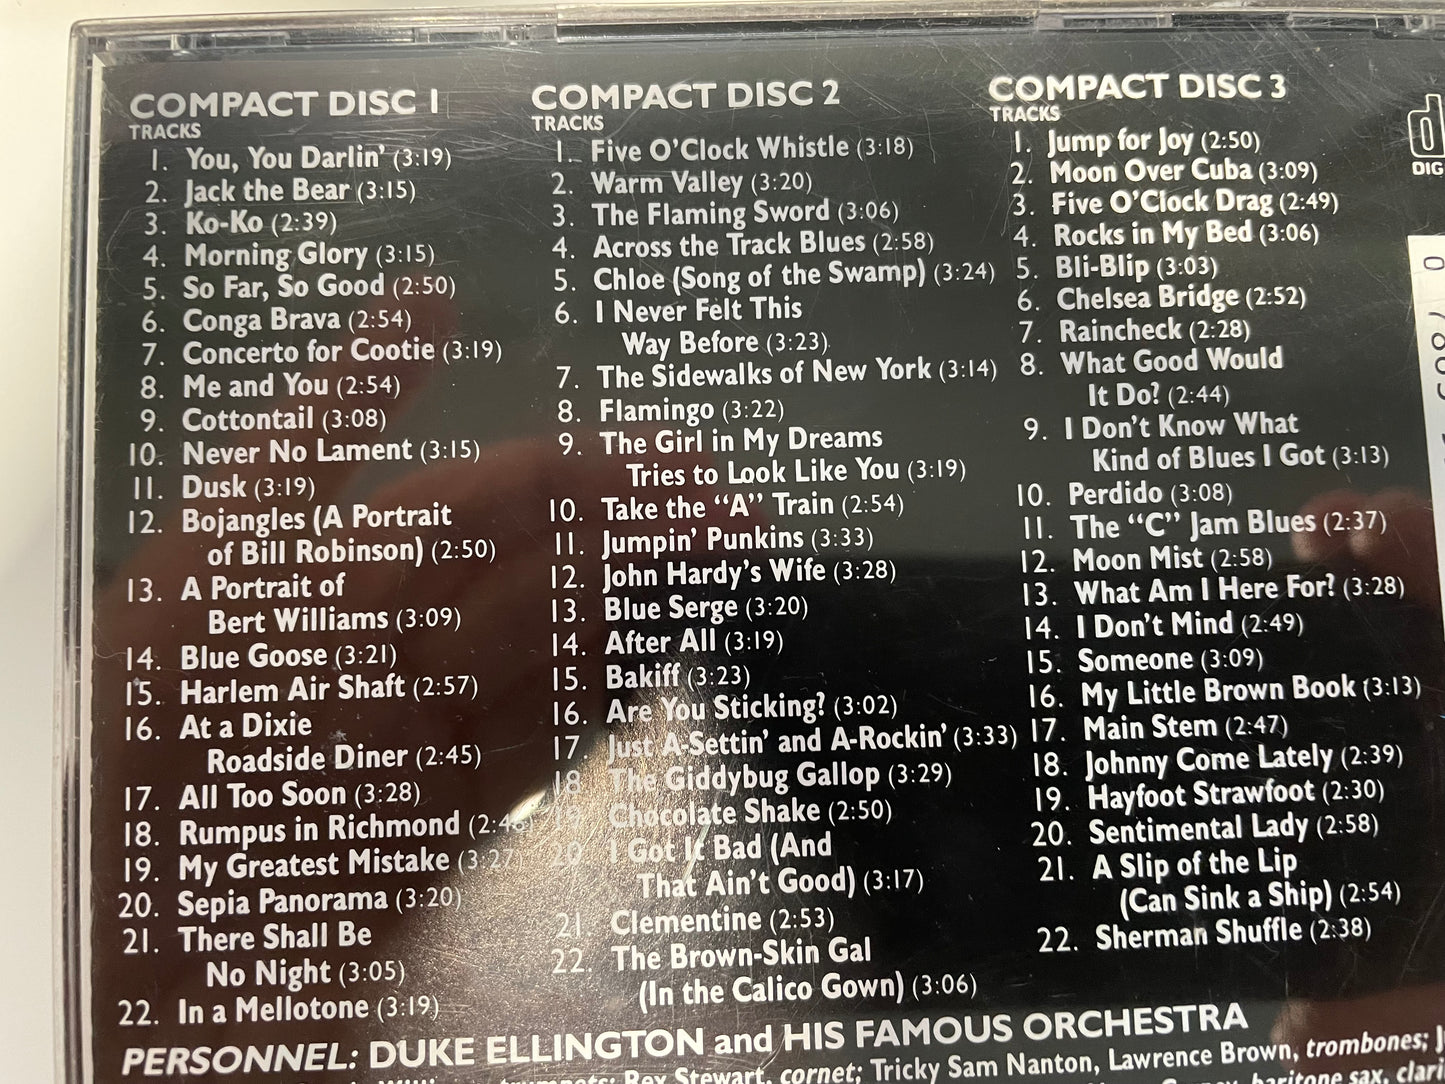 COMPACT DISC 1
TRACKS
1. You, You Darlin' (3:19)
2. Jack the Bear (3:15)
3. Ko-Ko (2:39)
4. Morning Glory (3:15)
5. So Far, So Good (2:50)
6. Conga Brava (2:54)
7. Concerto for Cootie (3:19)
8. Me and You (2:54)
9. Cottontail (3:08)
10. Never No Lament (3:15)
11. Dusk (3:19)
12. Bojangles (A Portrait
of Bill Robinson) (2:50)
13. A Portrait of
Bert Williams (3:09)
14. Blue Goose (3:21)
15. Harlem Air Shaft (2:57)
16. At a Dixie
Roadside Diner (2:45)
17. All Too Soon (3:28)
18. Rumpus in Richmond
19. My Greatest Mistake (3:27)
20. Sepia Panorama (3:20)
21. There Shall Be
No Night (3:05)
22. In a Mellotone (3:19)
COMPACT DISC 2
TRACKS
1. Five O'Clock Whistle (3:18)
2. Warm Valley (3:20)
3. The Flaming Sword (3:06)
4. Across the Track Blues (2:58)
5. Chloe (Song of the Swamp) (3:24)
6. I Never Felt This
Way Before (3:23)
7. The Sidewalks of New York (3:14)
8. Flamingo (3:22)
9. The Girl in My Dreams
Tries to Look Like You (3:19)
10. Take the "A" Train (2:54)
11. Jumpin' Punkins (3:33)
12. John Hardy's Wife (3:28)
13. Blue Serge (3:20)
14. After All (3:19)
15. Bakiff (3:23)
16. Are You Sticking? (3:02)
17. Just A-Settin' and A-Rockin' (3:33)
18. The Giddybug Gallop (3:29)
19. Chocolate Shake (2:50)
20. I Got It Bad (And
That Ain't Good) (3:17)
21. Clementine (2:53)
22. The Brown-Skin Gal
(In the Calico Gown) (3:06)
COMPACT DISC 3
TRACKS
1. Jump for Joy (2:50)
2. Moon Over Cuba (3:09)
3. Five O'Clock Drag (2:49)
4. Rocks in My Bed (3:06)
5. Bli-Blip (3:03)
6. Chelsea Bridge (2:52)
7. Raincheck (2:28)
8. What Good Would
It Do? (2:44)
9. I Don't Know What
Kind of Blues I Got (3:13)
10. Perdido (3:08)
11. The "C" Jam Blues (2:37)
12. Moon Mist (2:58)
13. What Am I Here For? (3:28)
14. I Don't Mind (2:49)
15. Someone (3:09)
16. My Little Brown Book (3:13)
17. Main Stem (2:47)
18. Johnny Come Lately (2:39)
19. Hayfoot Strawfoot (2:30)
20. Sentimental Lady (2:58)
21. A Slip of the Lip
(Can Sink a Ship) (2:54)
22. Sherman Shuffle (2:38)
DIG
PERSONNEL: DUKE ELLINGTON and HIS FAMOUS ORCHESTRA
Rex Stewart, cornet; Tricky Sam Nanton, Lawrence Brown, trombones;
baritone sax,